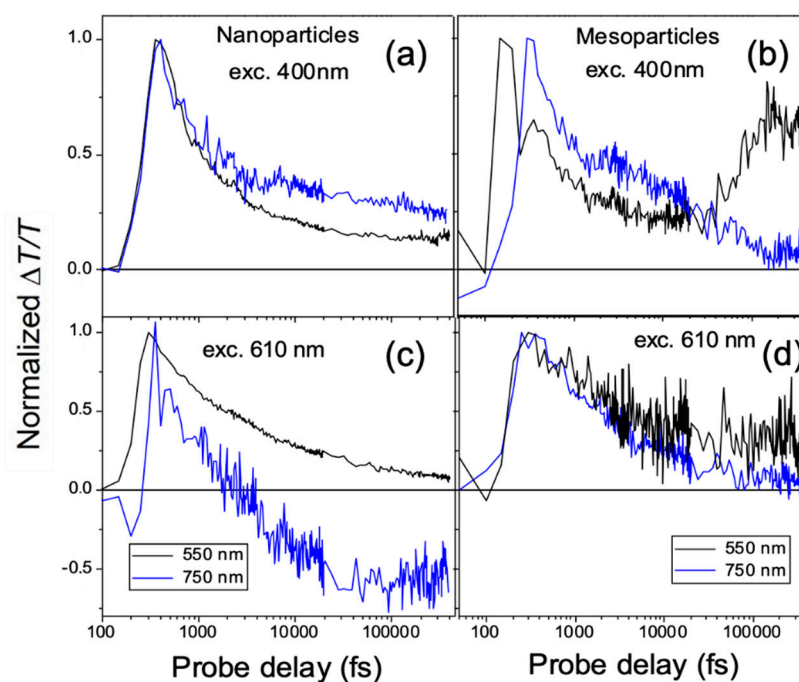 Nanoparticles
exc. 400nm
(a)
Mesoparticles
exc. 400nm
(b)
1.0
0.5
0.0
exc. 610 nm
(c)
exc. 610 nm
(d)
1.0
0.5
0.0
-0.5
550 nm
750 nm
550 nm
750 nm
100 1000 10000 100000
100 1000 10000 100000
Probe delay (fs)
Probe delay (fs)
Normalized ΔT/T